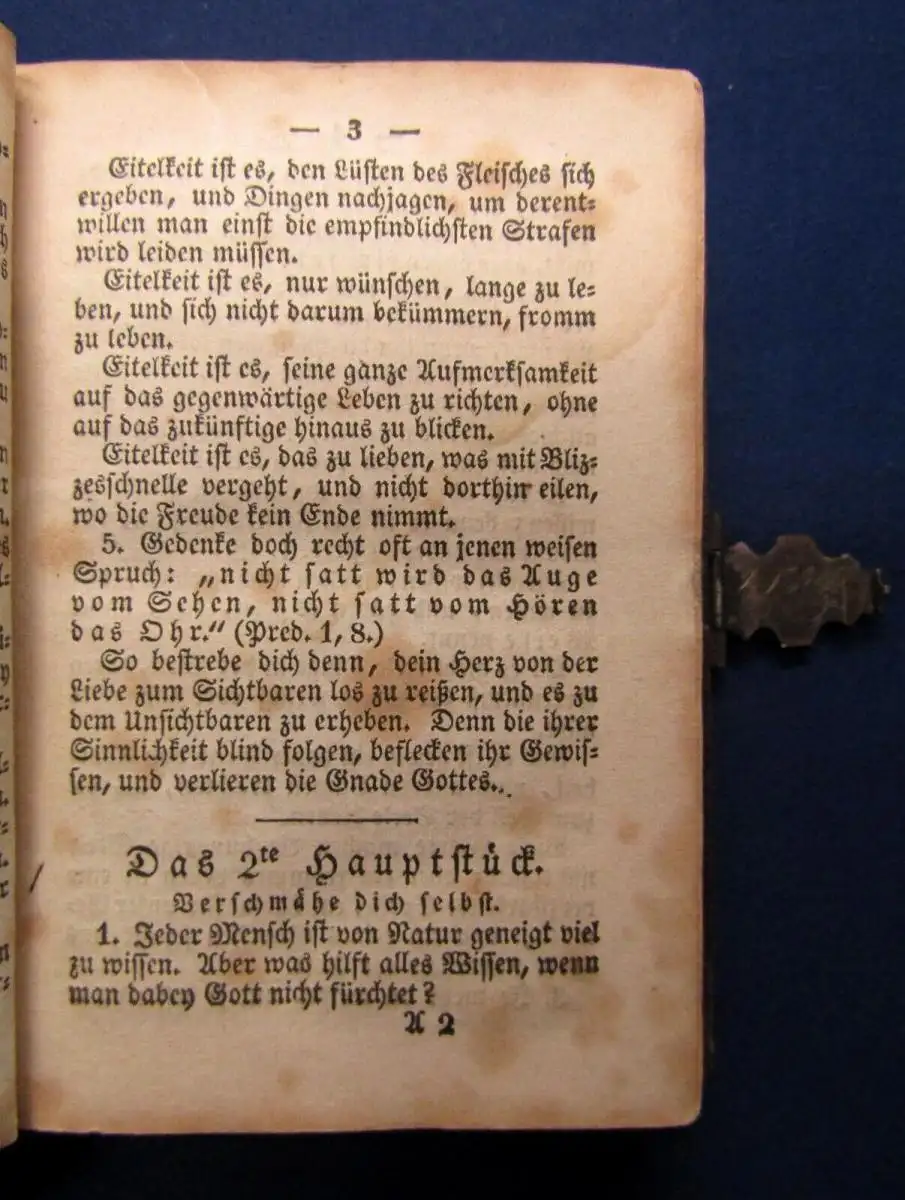 — 3 —
Eitelkeit ist es, den Lüsten des Fleisches sich
ergeben, und Dingen nachjagen, um derent=
willen man einst die empfindlichsten Strafen
wird leiden müssen.
Eitelkeit ist es, nur wünschen, lange zu le=
ben, und sich nicht darum bekümmern, fromm
zu leben.
Eitelkeit ist es, seine ganze Aufmerksamkeit
auf das gegenwärtige Leben zu richten, ohne
auf das zukünftige hinaus zu blicken.
Eitelkeit ist es, das zu lieben, was mit Bliz=
zesschnelle vergeht, und nicht dorthin eilen,
wo die Freude kein Ende nimmt.
5. Gedenke doch recht oft an jenen weisen
Spruch: „nicht satt wird das Auge
vom Sehen, nicht satt vom Hören
das Ohr.“ (Pred. 1, 8.)
So bestrebe dich denn, dein Herz von der
Liebe zum Sichtbaren los zu reißen, und es zu
dem Unsichtbaren zu erheben. Denn die ihrer
Sinnlichkeit blind folgen, beflecken ihr Gewis=
sen, und verlieren die Gnade Gottes.
Das 2te Hauptstück.
Verschmähe dich selbst.
1. Jeder Mensch ist von Natur geneigt viel
zu wissen. Aber was hilft alles Wissen, wenn
man dabey Gott nicht fürchtet?
A 2